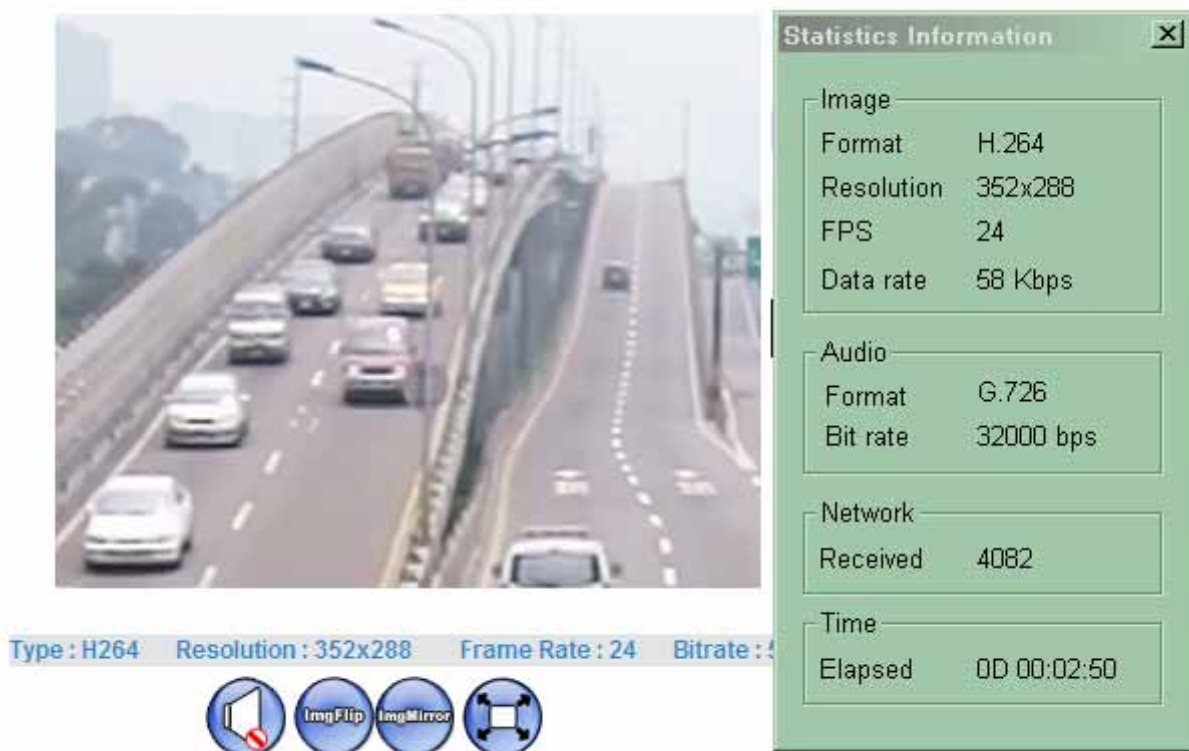 Statistics Information
Image
Format H.264
Resolution 352x288
FPS 24
Data rate 58 Kbps
Audio
Format G.726
Bit rate 32000 bps
Network
Received 4082
Time
Elapsed 0D 00:02:50
Type : H264 Resolution : 352x288 Frame Rate : 24 Bitrate :
ImgFlip ImgMirror